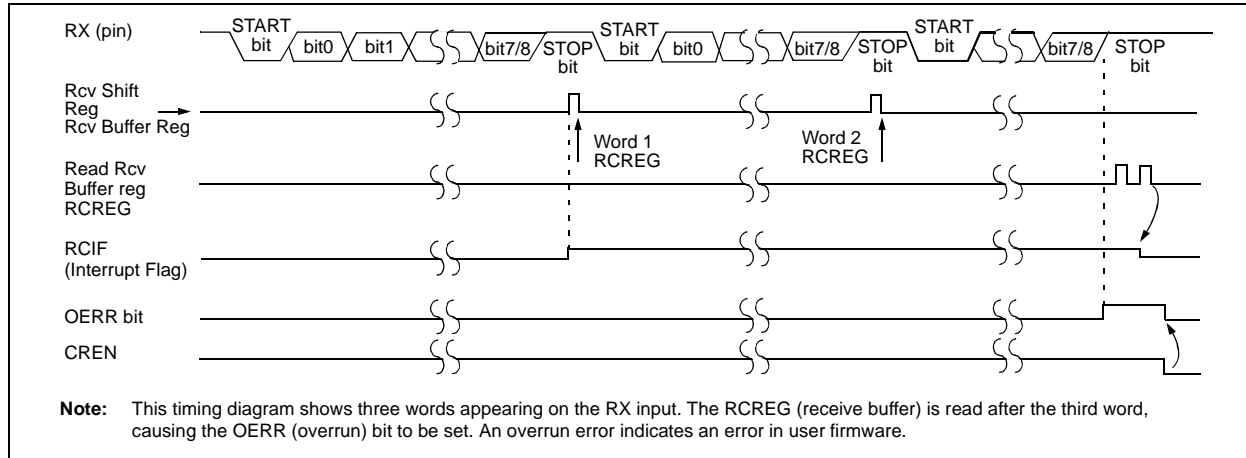 RX (pin)
START
bit
bit0
bit1
bit7/8
STOP
bit
START
bit
bit0
bit7/8
STOP
bit
START
bit
bit7/8
STOP
bit
Rcv Shift
Reg
Rcv Buffer Reg
Word 1
RCREG
Word 2
RCREG
Read Rcv
Buffer reg
RCREG
RCIF
(Interrupt Flag)
OERR bit
CREN
Note: This timing diagram shows three words appearing on the RX input. The RCREG (receive buffer) is read after the third word,
causing the OERR (overrun) bit to be set. An overrun error indicates an error in user firmware.